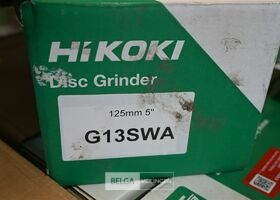 HiKOKI
Disc Grinder
125mm 5"
G13SWA
BELGA